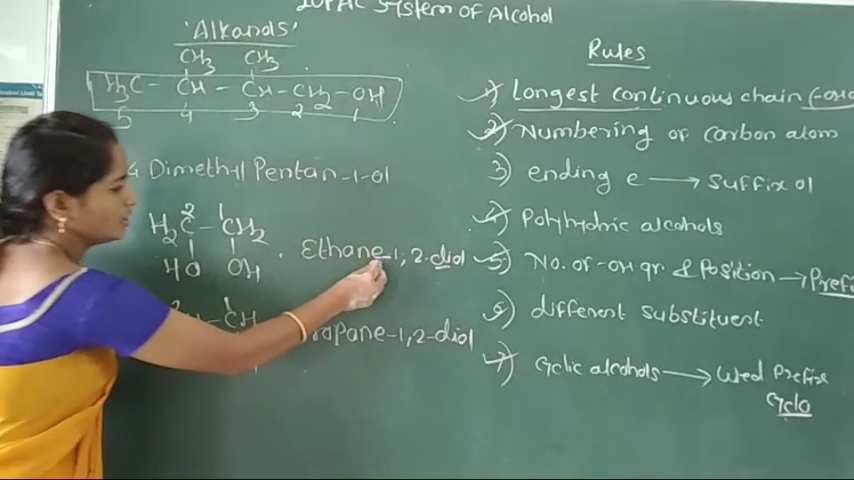 IUPAC System of Alcohol
'Alkanols'
CH3 CH3
H3C - CH - CH - CH2 - OH
5 4 3 2 1
4 Dimethyl Pentan-1-ol
H2C2 - CH2
HO OH
Ethane-1,2-diol
CH
Propane-1,2-diol
Rules
1) Longest continuous chain
2) Numbering of carbon atom
3) ending e → suffix ol
4) Polyhydric alcohols
5) No. of -OH gr & Position → Prefix
6) different substituent
7) cyclic alcohols → Used Prefix
cyclo